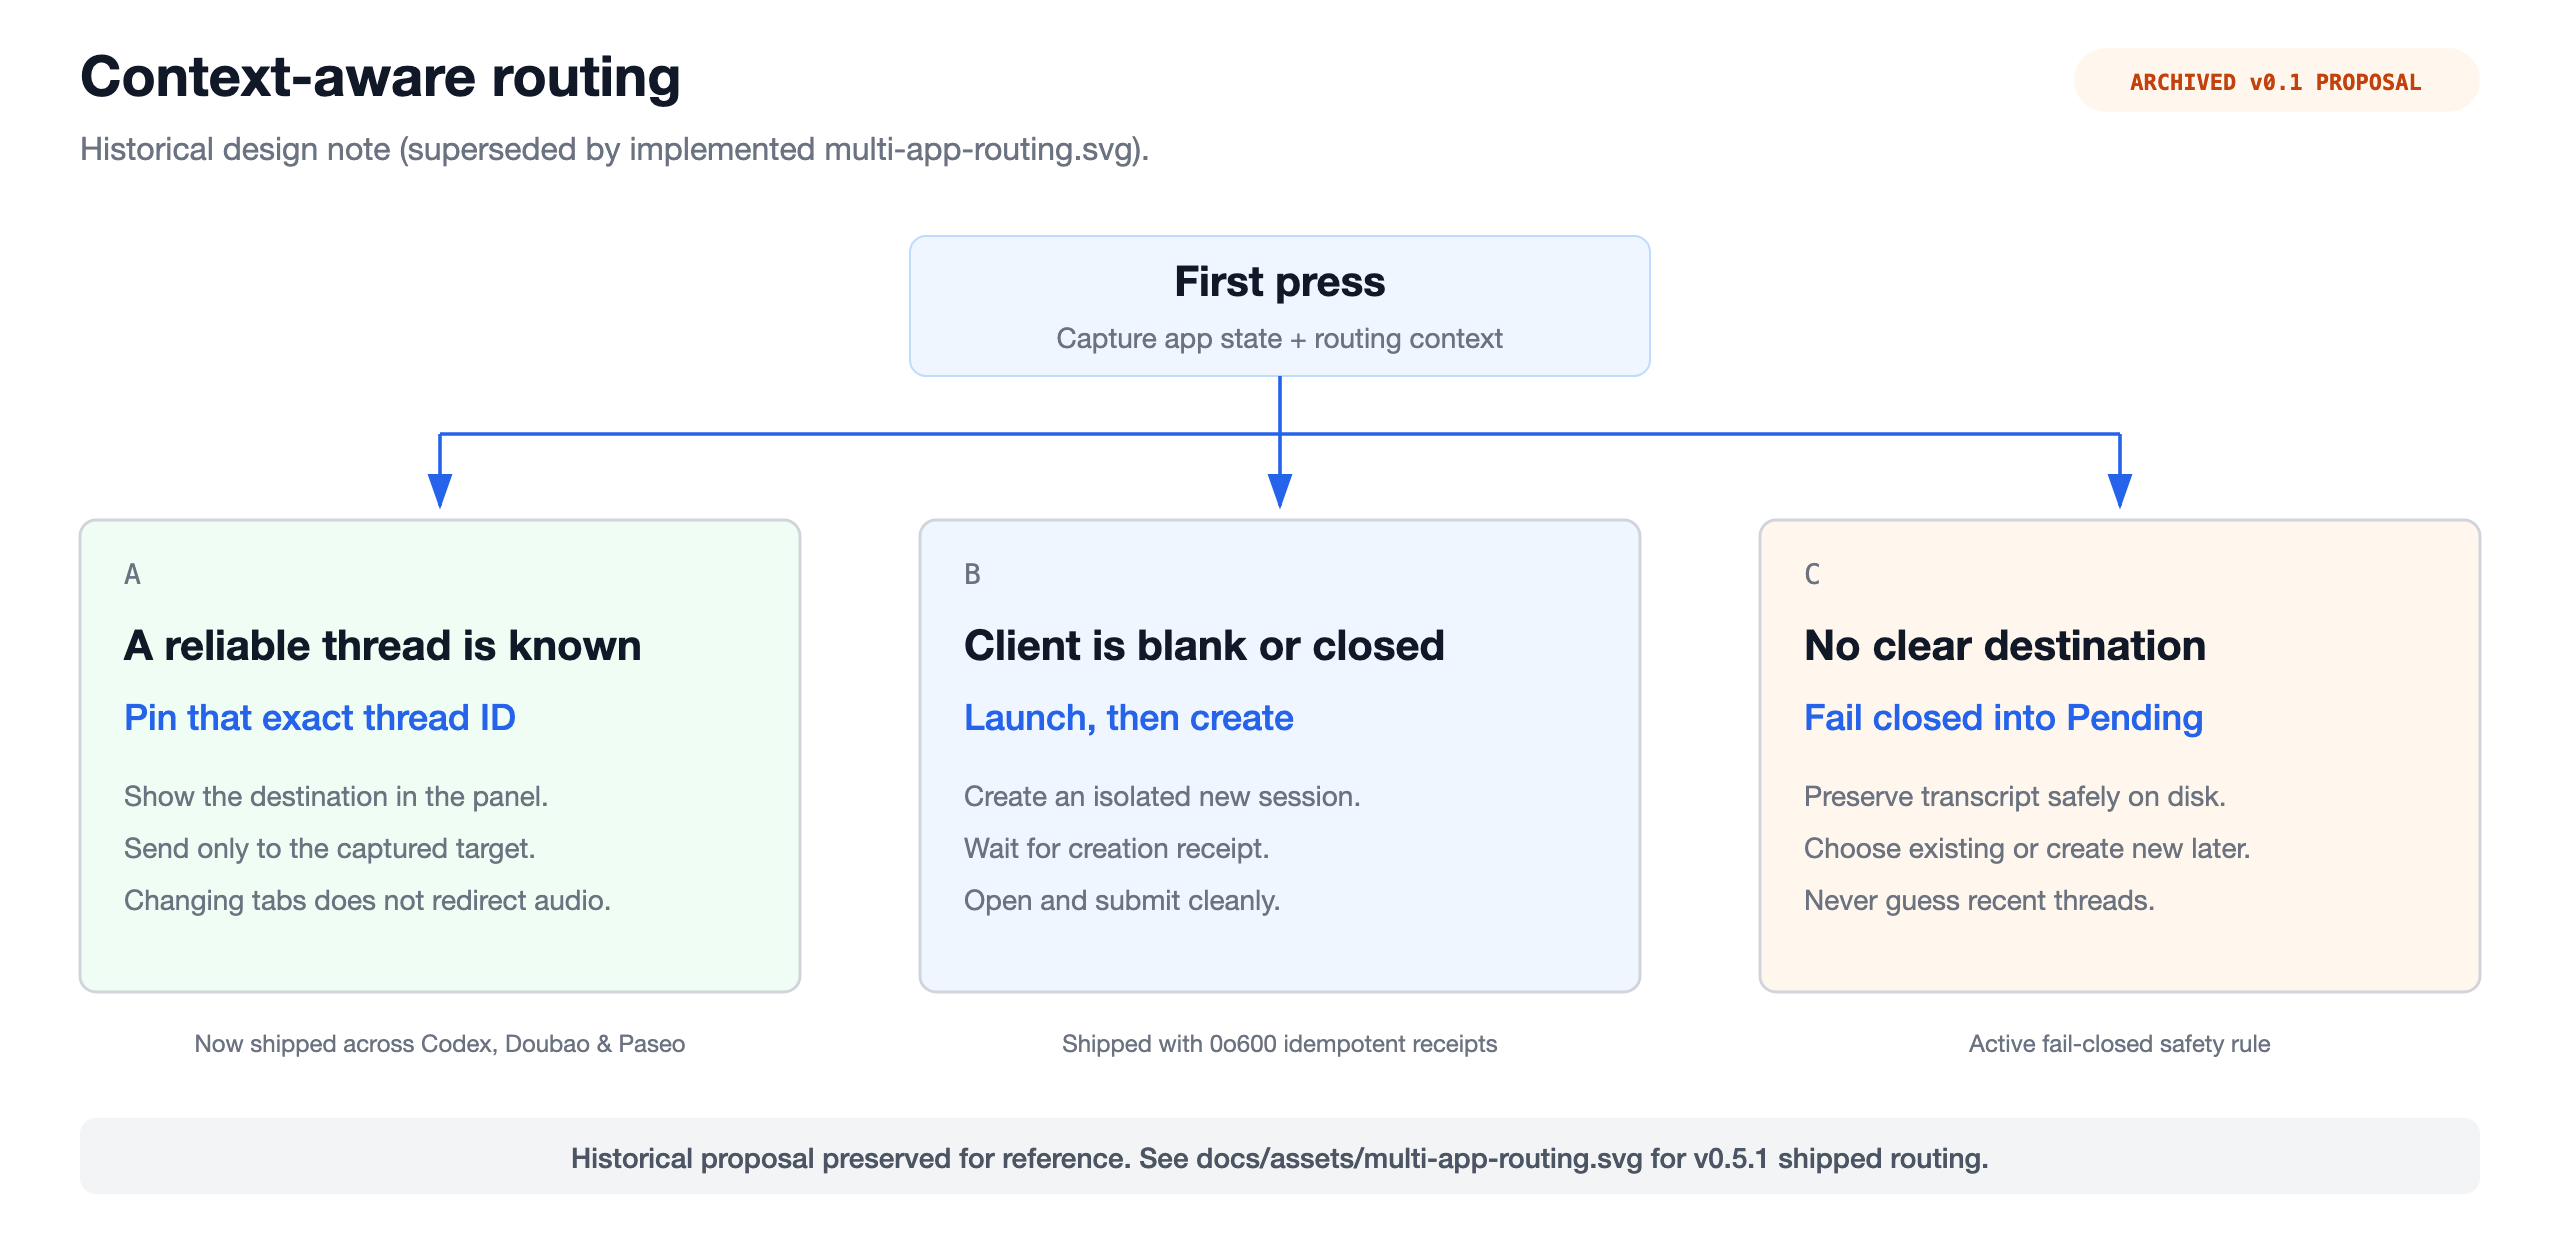 Context-aware routing
ARCHIVED v0.1 PROPOSAL
Historical design note (superseded by implemented multi-app-routing.svg).
First press
Capture app state + routing context
A
A reliable thread is known
Pin that exact thread ID
Show the destination in the panel.
Send only to the captured target.
Changing tabs does not redirect audio.
Now shipped across Codex, Doubao & Paseo
B
Client is blank or closed
Launch, then create
Create an isolated new session.
Wait for creation receipt.
Open and submit cleanly.
Shipped with 0o600 idempotent receipts
C
No clear destination
Fail closed into Pending
Preserve transcript safely on disk.
Choose existing or create new later.
Never guess recent threads.
Active fail-closed safety rule
Historical proposal preserved for reference. See docs/assets/multi-app-routing.svg for v0.5.1 shipped routing.